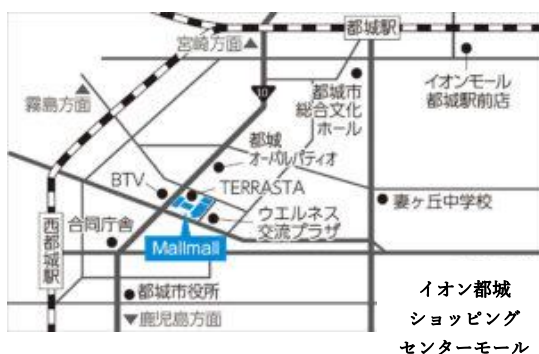 都城駅
宮崎方面▲
イオンモール
都城駅前店
都城市
総合文化
ホール
10
霧島方面
都城
オーバルパティオ
BTV
TERRASTA
妻ヶ丘中学校
ウエルネス
交流プラザ
西都城駅
合同庁舎
Mallmall
都城市役所
▼鹿児島方面
イオン都城
ショッピング
センターモール